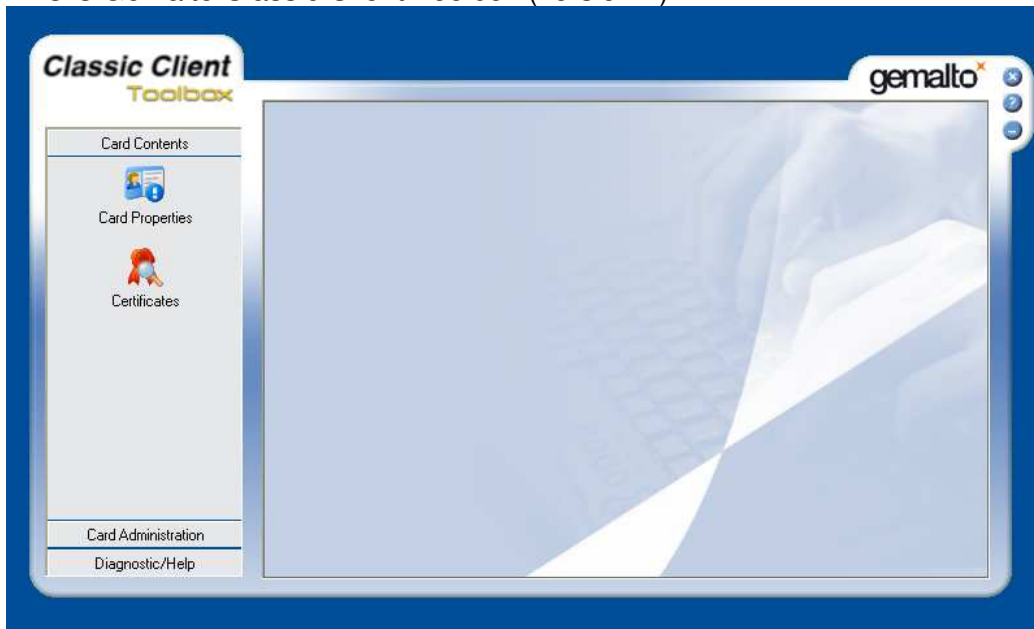 Classic Client
Toolbox
gemalto
Card Contents
Card Properties
Certificates
Card Administration
Diagnostic/Help